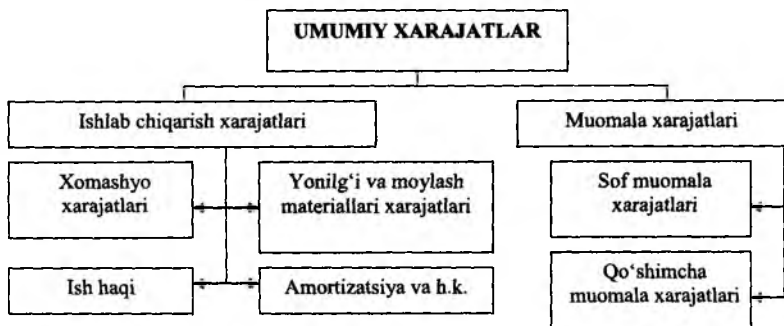 UMUMIY XARAJATLAR
Ishlab chiqarish xarajatlari
Muomala xarajatlari
Xomashyo
xarajatlari
Yonilg‘i va moylash
materiallari xarajatlari
Sof muomala
xarajatlari
Ish haqi
Amortizatsiya va h.k.
Qo‘shimcha
muomala xarajatlari